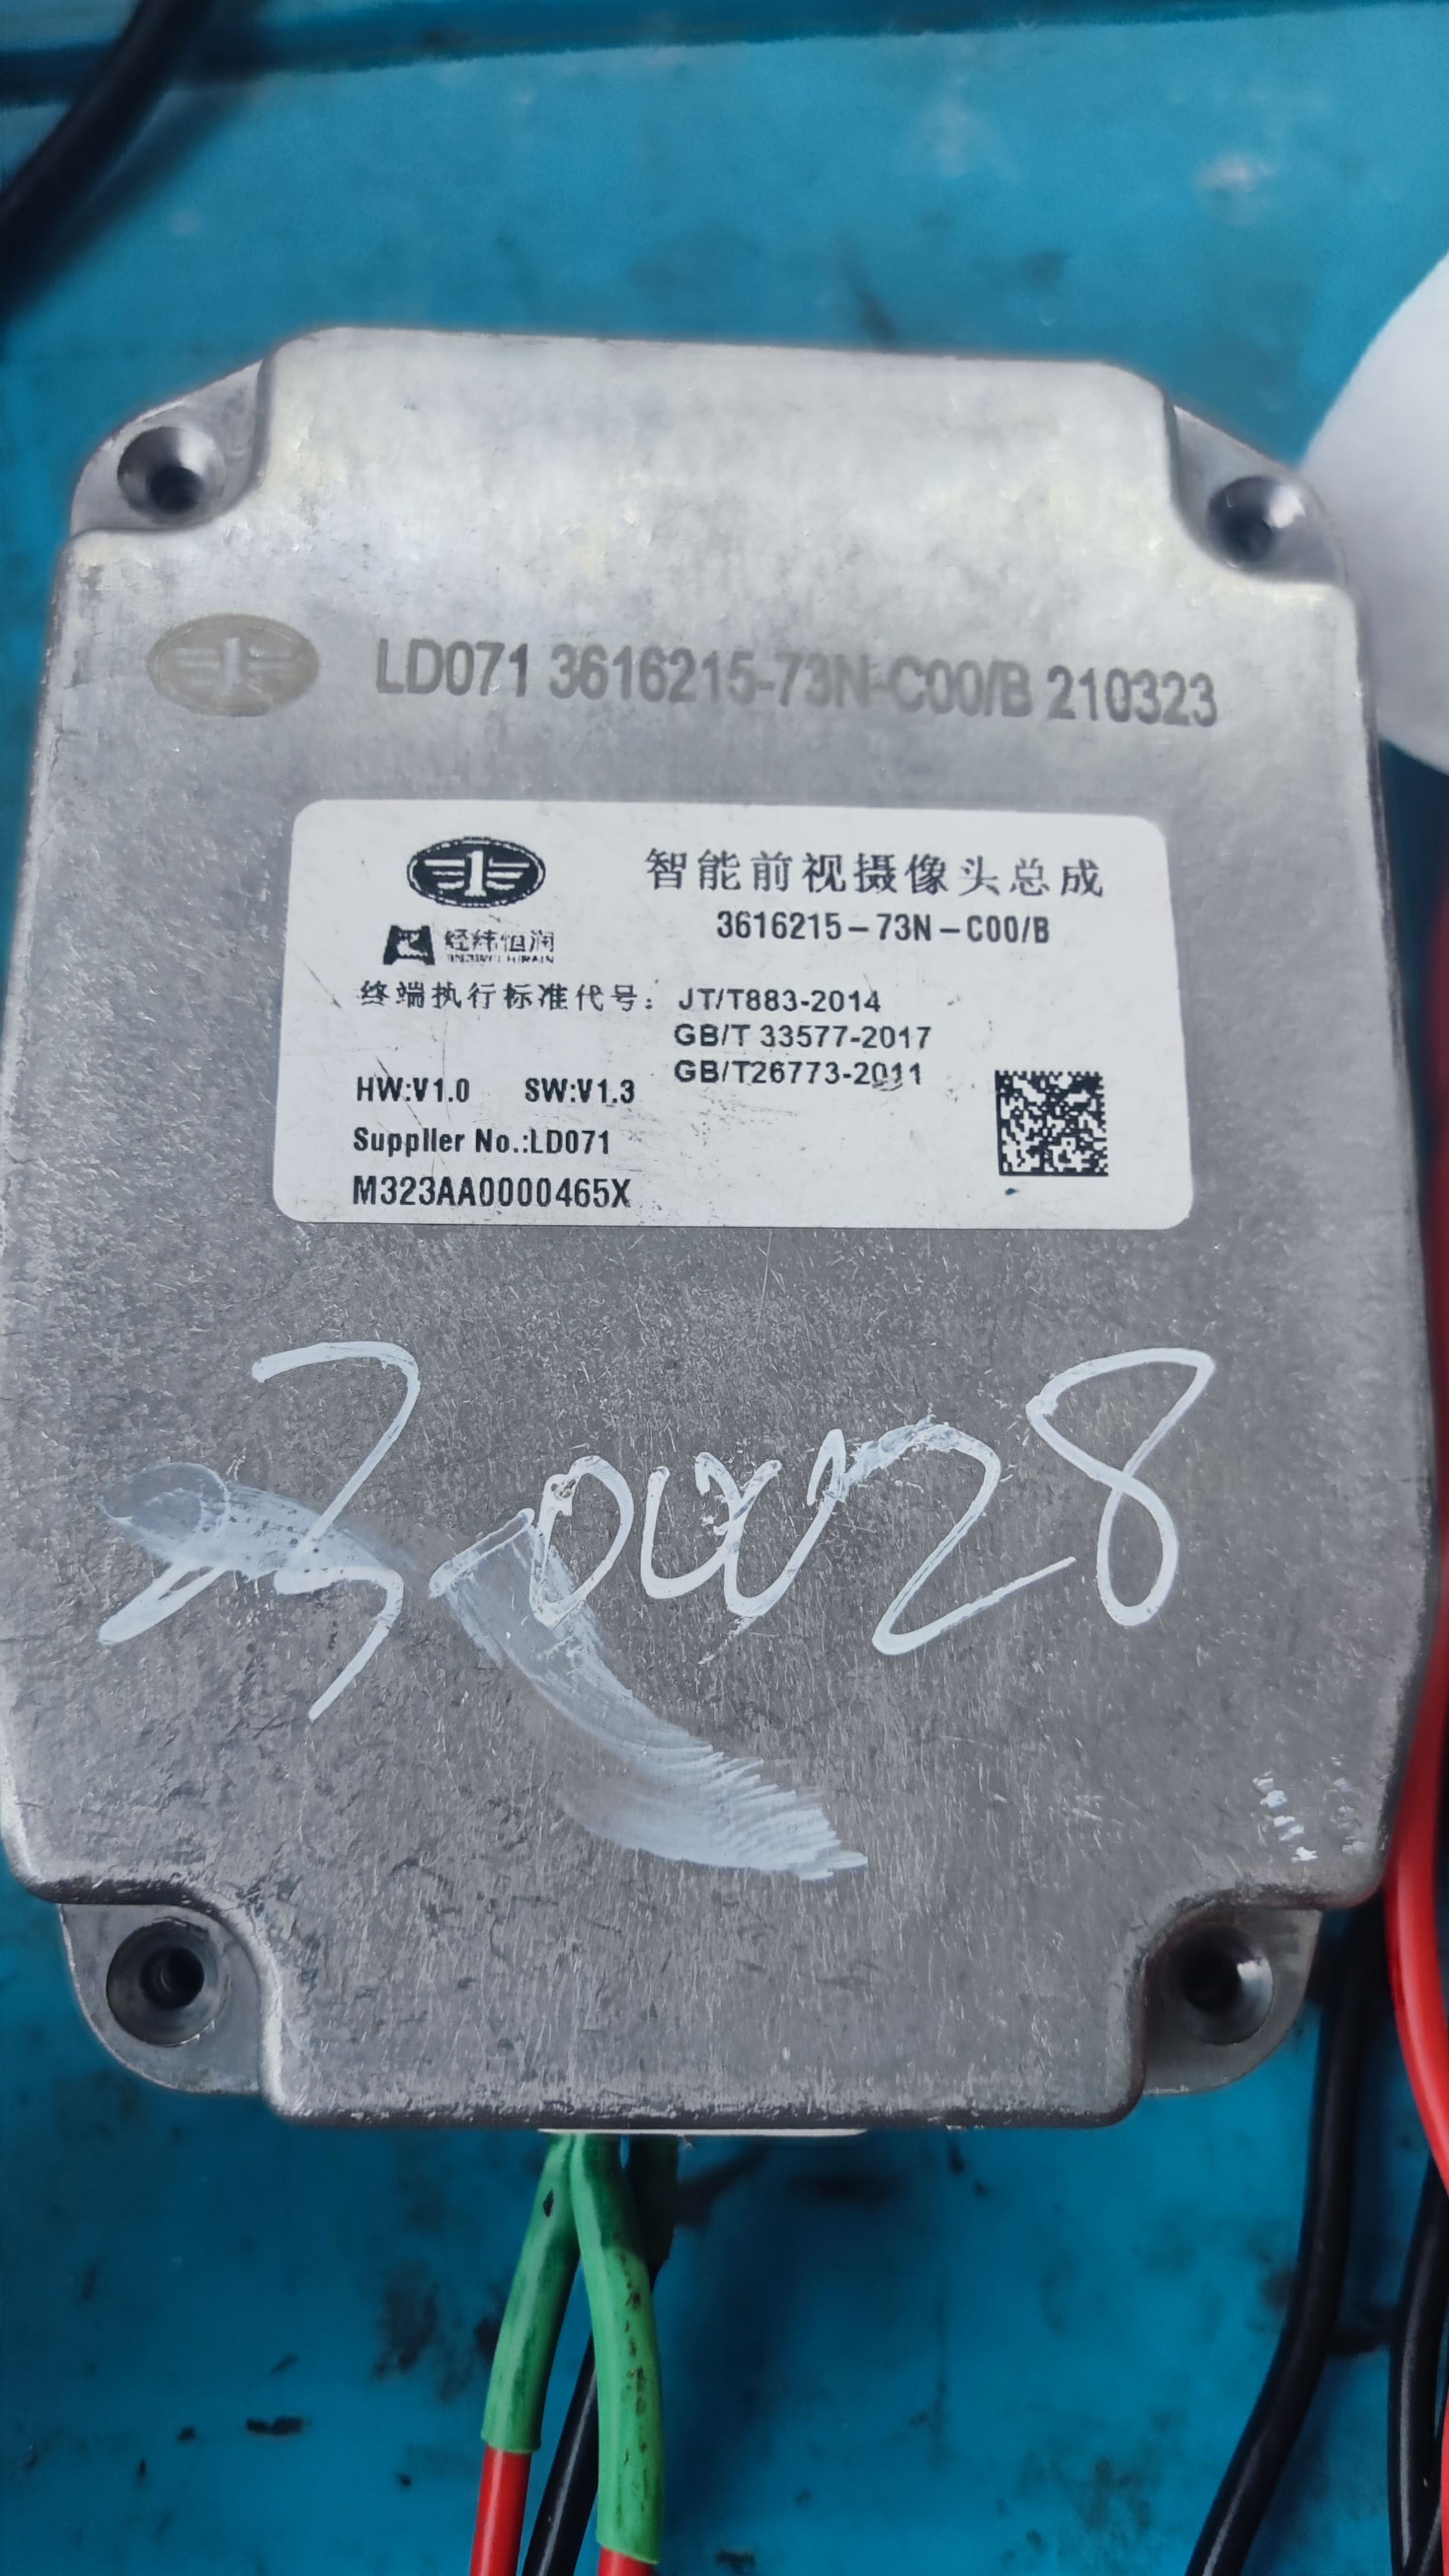 LD071 3616215-73N-C00/B 210323
智能前视摄像头总成
3616215-73N-C00/B
经纬恒润
终端执行标准代号：JT/T883-2014
GB/T 33577-2017
GB/T26773-2011
HW:V1.0 SW:V1.3
Supplier No.:LD071
M323AA0000465X